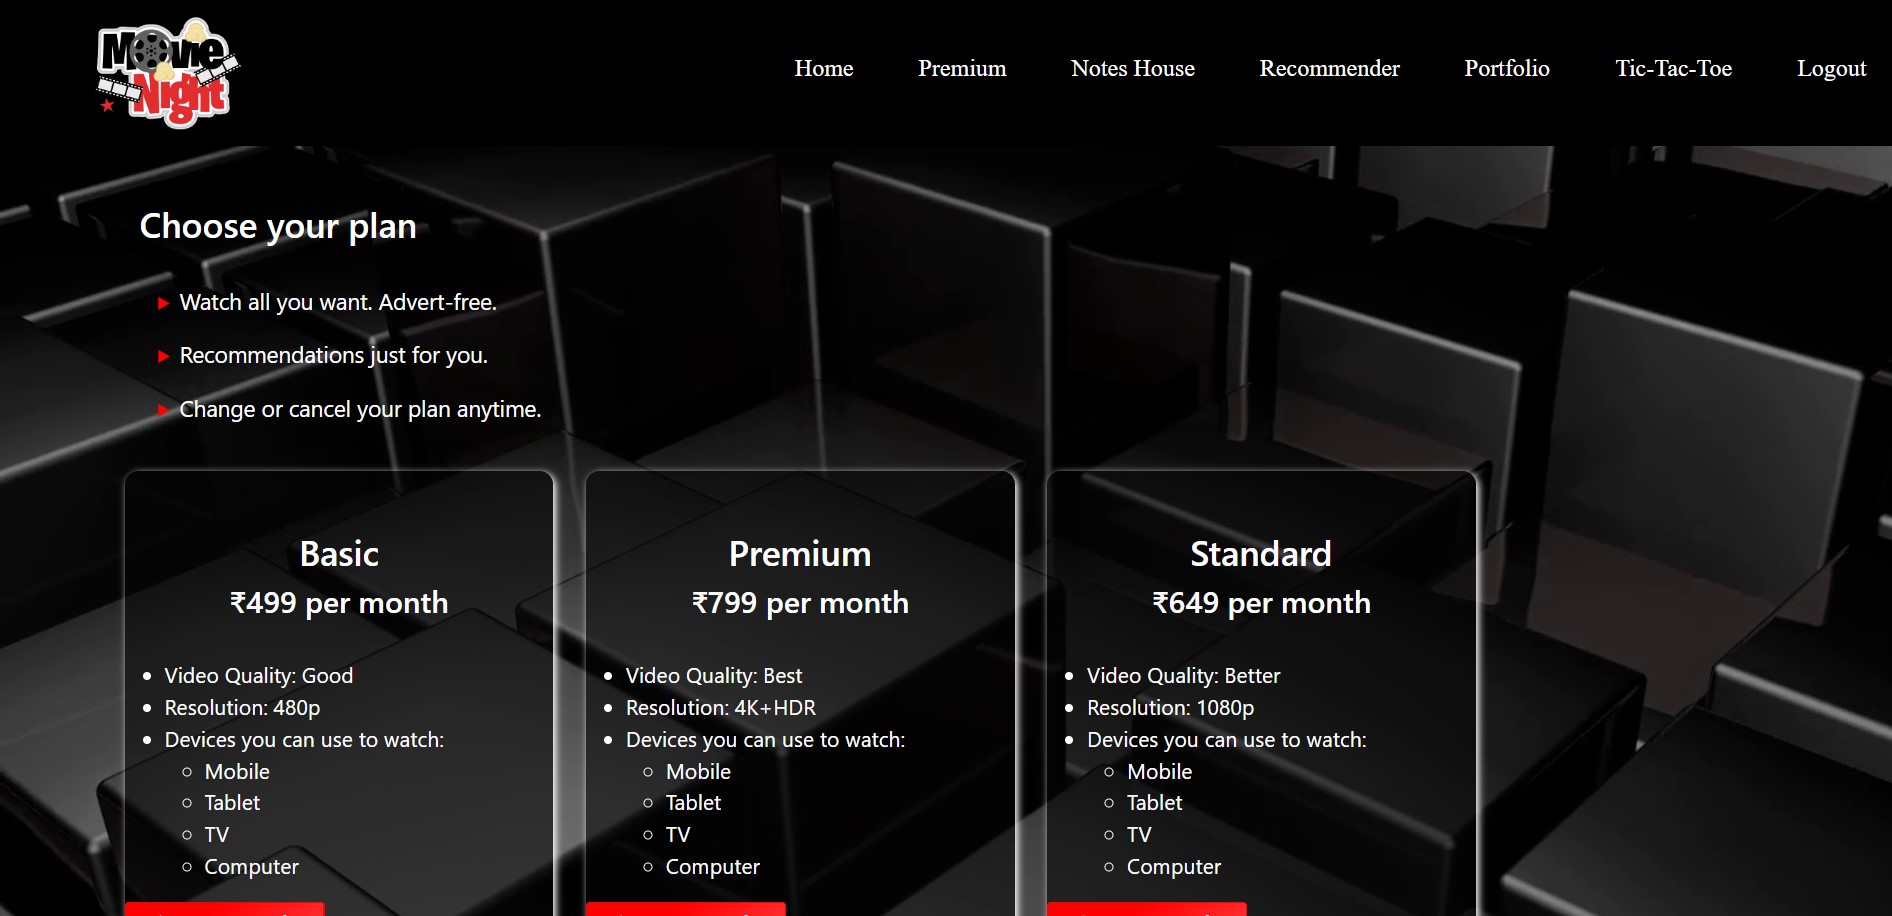 Movie
Night
Home
Premium
Notes House
Recommender
Portfolio
Tic-Tac-Toe
Logout
Choose your plan
Watch all you want. Advert-free.
Recommendations just for you.
Change or cancel your plan anytime.
Basic
₹499 per month
Video Quality: Good
Resolution: 480p
Devices you can use to watch:
Mobile
Tablet
TV
Computer
Premium
₹799 per month
Video Quality: Best
Resolution: 4K+HDR
Devices you can use to watch:
Mobile
Tablet
TV
Computer
Standard
₹649 per month
Video Quality: Better
Resolution: 1080p
Devices you can use to watch:
Mobile
Tablet
TV
Computer